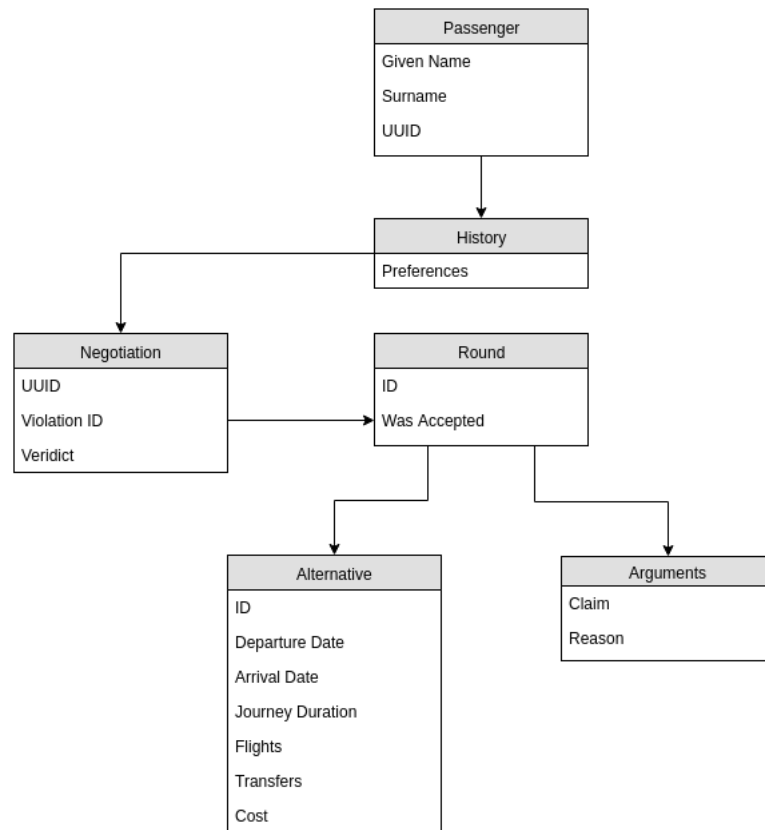 Passenger
Given Name
Surname
UUID
History
Preferences
Negotiation
UUID
Violation ID
Veridict
Round
ID
Was Accepted
Alternative
ID
Departure Date
Arrival Date
Journey Duration
Flights
Transfers
Cost
Arguments
Claim
Reason